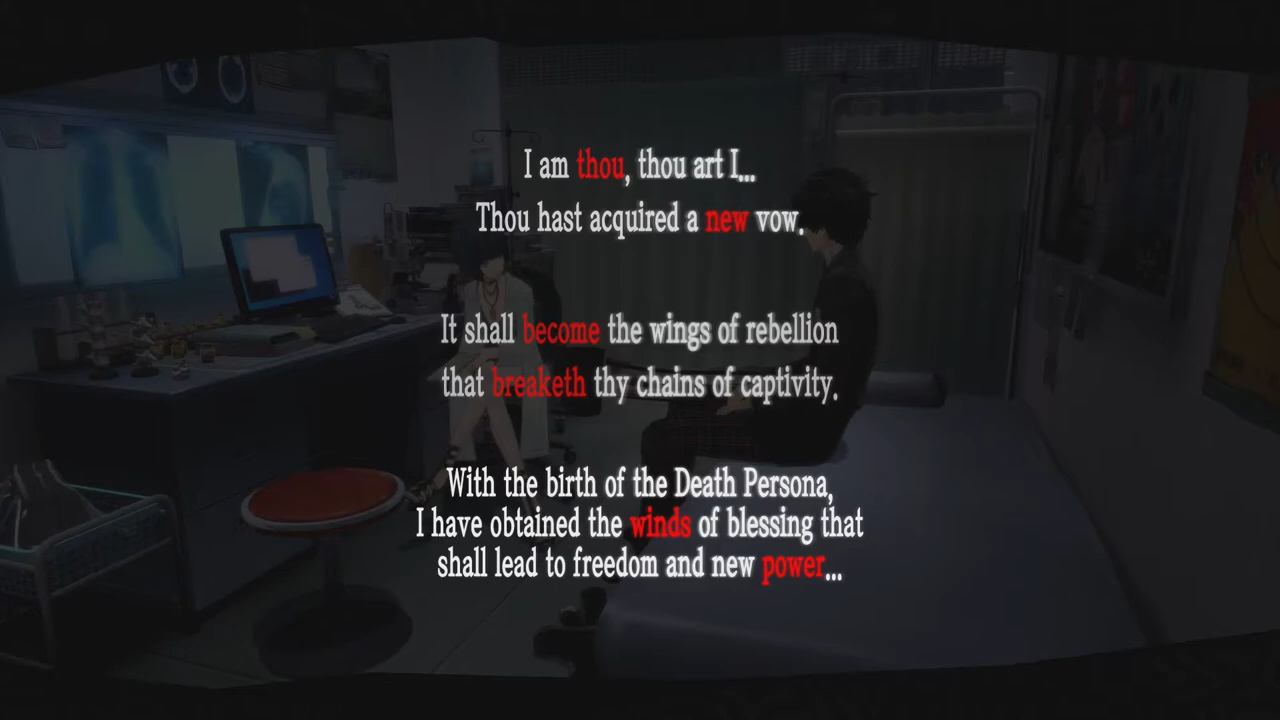 I am thou, thou art I...
Thou hast acquired a new vow.
It shall become the wings of rebellion
that breaketh thy chains of captivity.
With the birth of the Death Persona,
I have obtained the winds of blessing that
shall lead to freedom and new power...